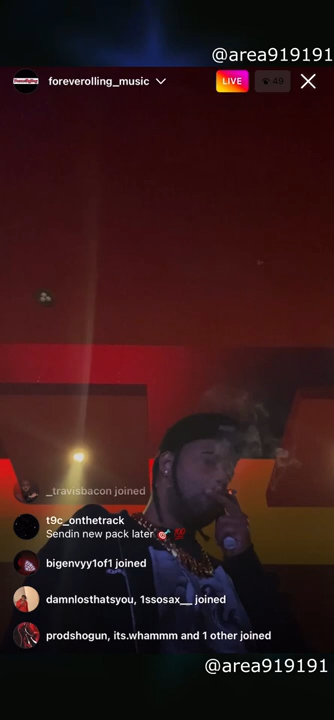 @area919191
foreverolling_music
LIVE
49
_travisbacon joined
t9c_onthetrack
Sendin new pack later 🎯 💯
bigenvyy1of1 joined
damnlosthatsyou, 1ssosax__ joined
prodshogun, its.whammm and 1 other joined
@area919191